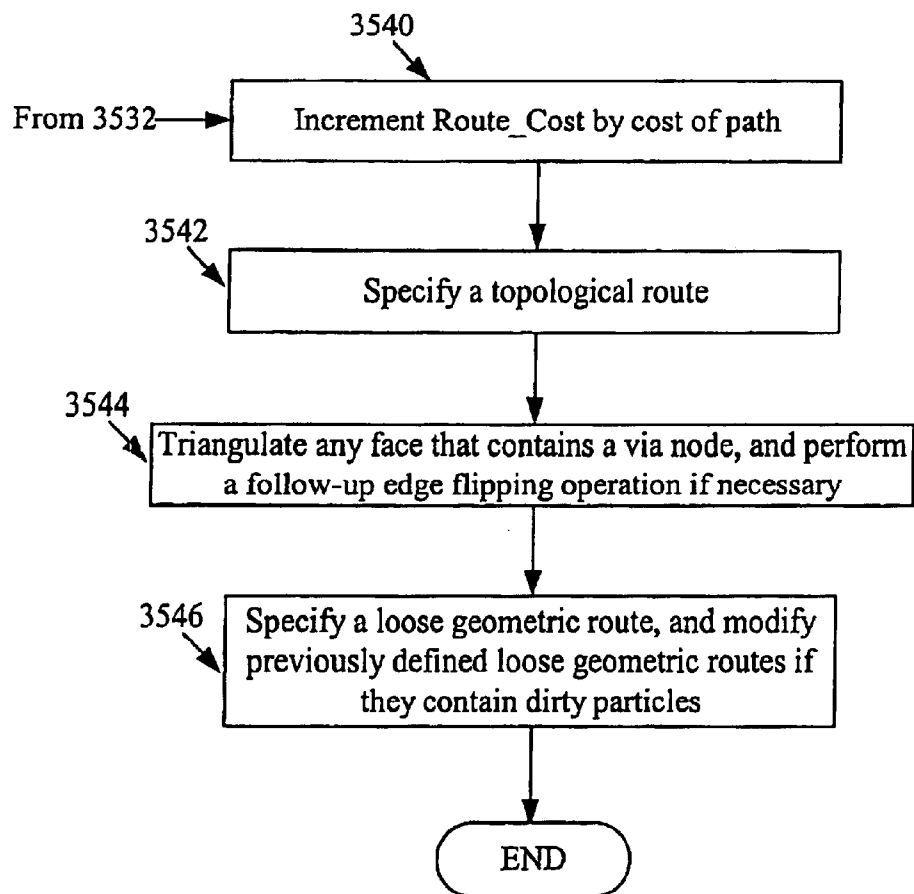 3540
From 3532
Increment Route_Cost by cost of path
3542
Specify a topological route
3544
Triangulate any face that contains a via node, and perform
a follow-up edge flipping operation if necessary
3546
Specify a loose geometric route, and modify
previously defined loose geometric routes if
they contain dirty particles
END